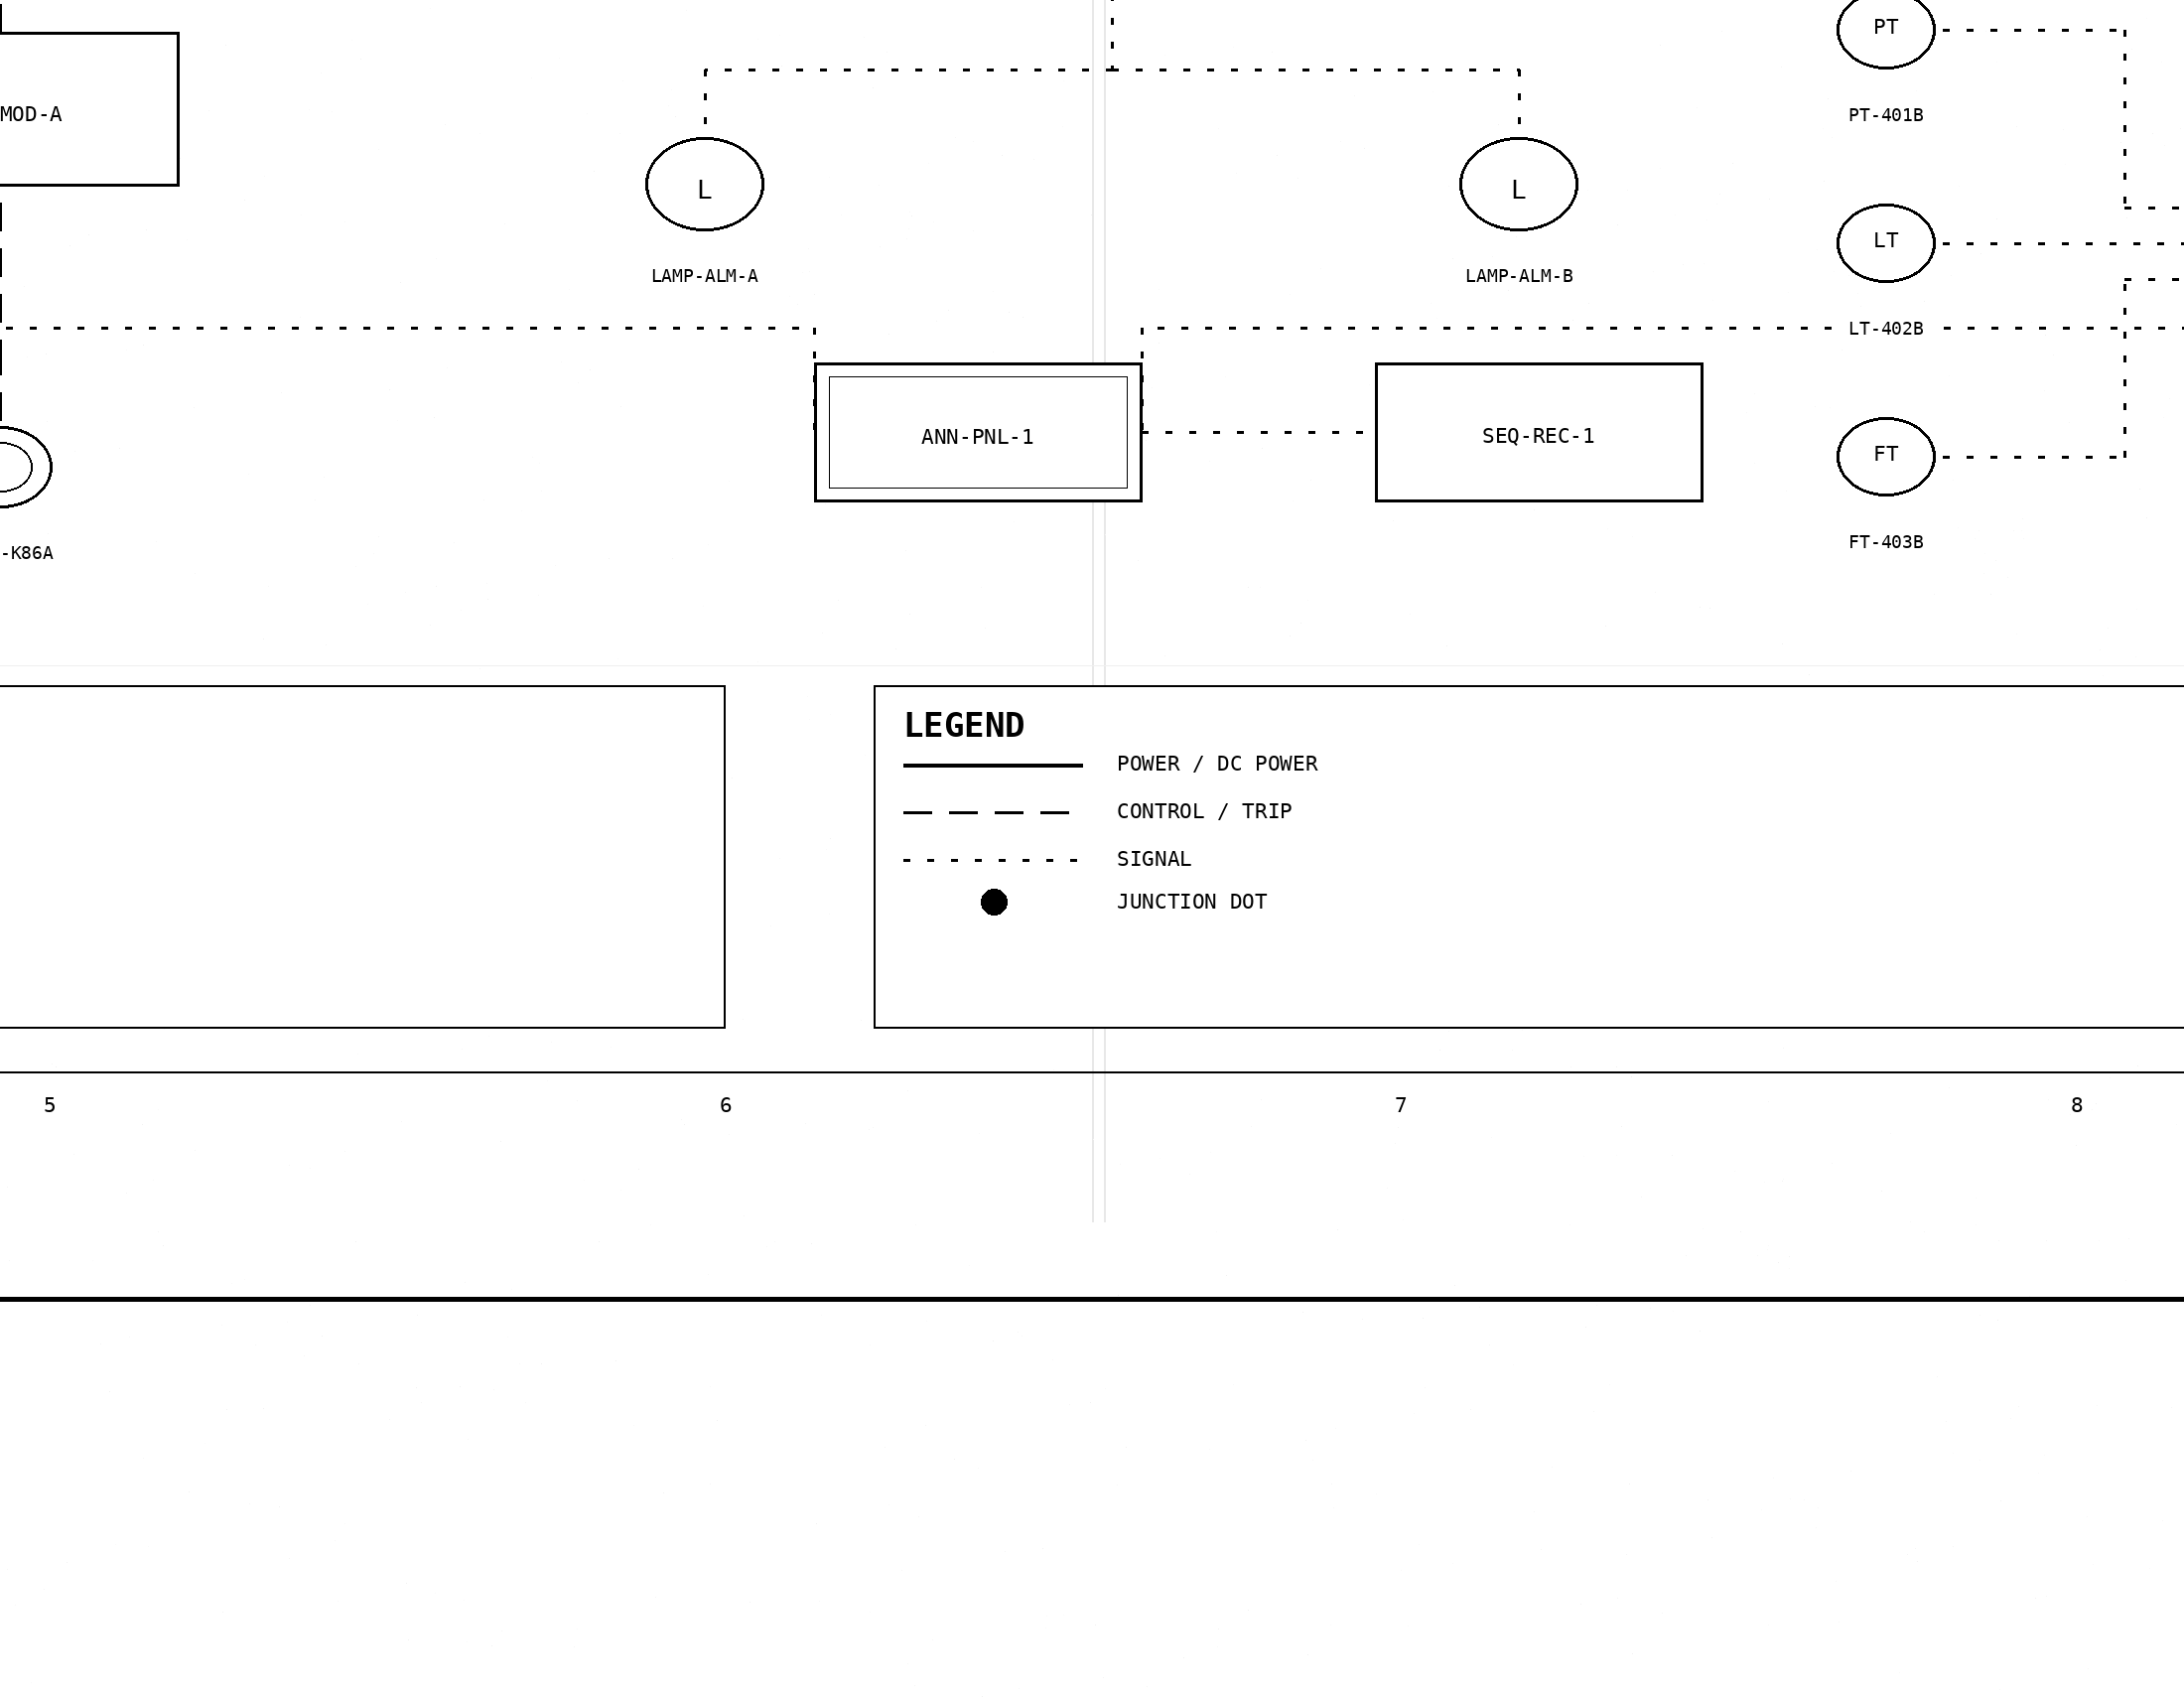 PT
MOD-A
PT-401B
L
L
LT
LAMP-ALM-A
LAMP-ALM-B
LT-402B
ANN-PNL-1
SEQ-REC-1
FT
FT-403B
-K86A
LEGEND
POWER / DC POWER
CONTROL / TRIP
SIGNAL
JUNCTION DOT
5
6
7
8